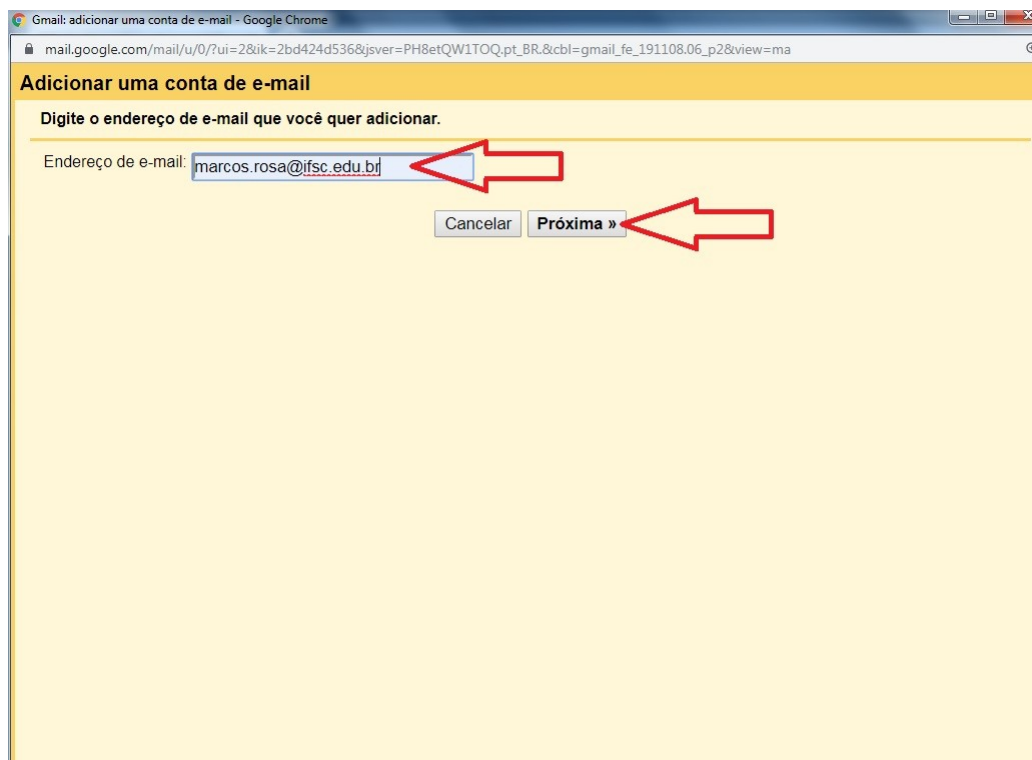 Gmail: adicionar uma conta de e-mail - Google Chrome
mail.google.com/mail/u/0/?ui=2&ik=2bd424d536&jsver=PH8etQW1TOQ.pt_BR.&cbl=gmail_fe_191108.06_p2&view=ma
Adicionar uma conta de e-mail
Digite o endereço de e-mail que você quer adicionar.
Endereço de e-mail: marcos.rosa@ifsc.edu.br
Cancelar Próxima »